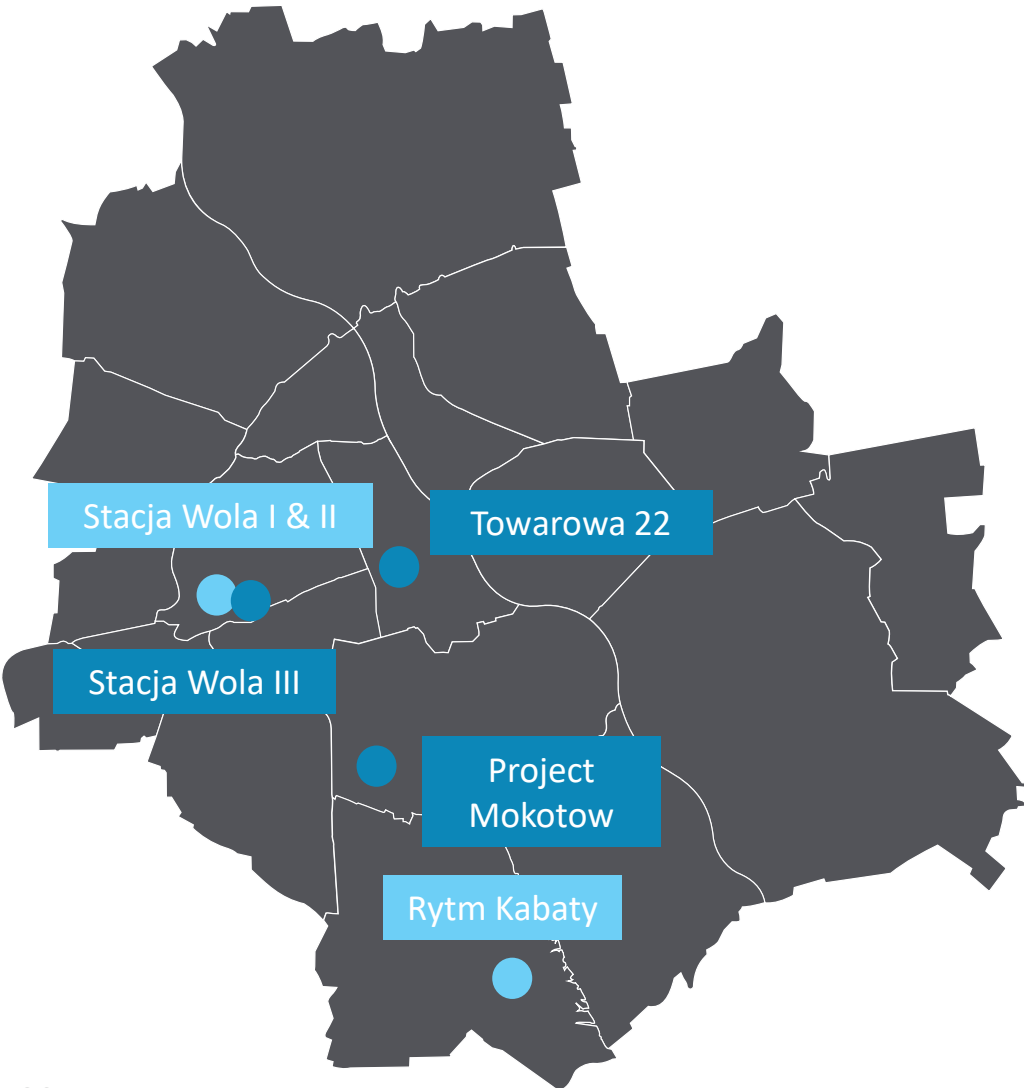 Stacja Wola I & II
Towarowa 22
Stacja Wola III
Project
Mokotow
Rytm Kabaty